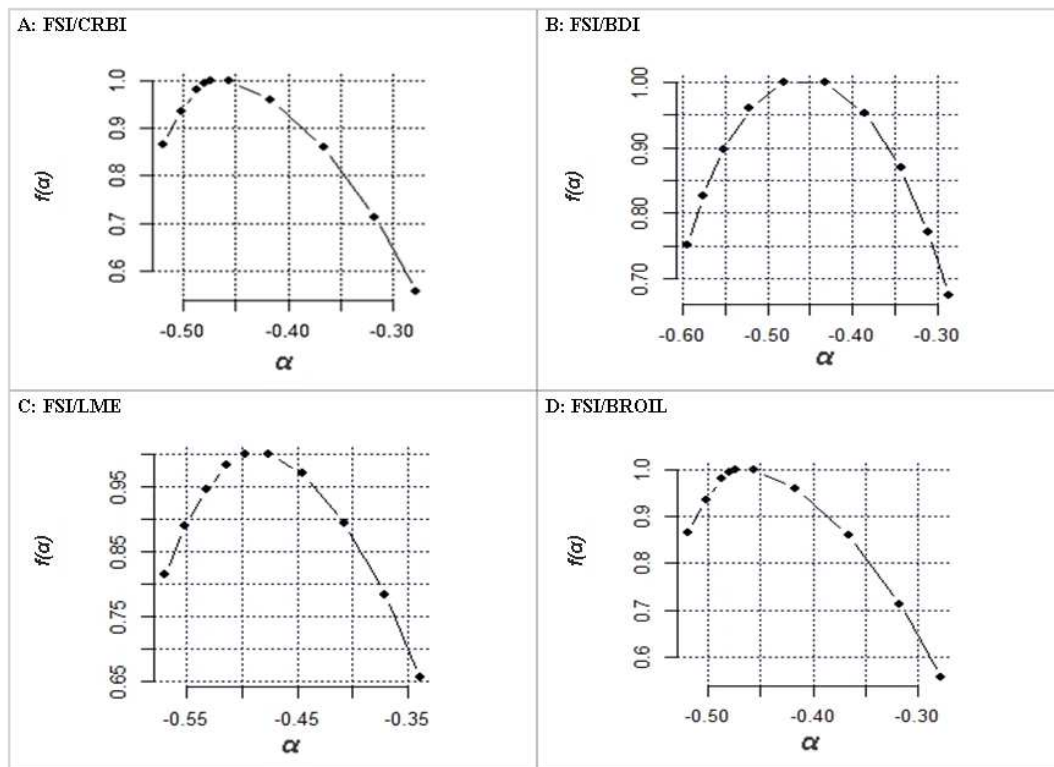 A: FSI/CRBI
f(α)
1.0
0.9
0.8
0.7
0.6
-0.50
-0.40
-0.30
α
B: FSI/BDI
f(α)
1.00
0.90
0.80
0.70
-0.60
-0.50
-0.40
-0.30
α
C: FSI/LME
f(α)
0.95
0.85
0.75
0.65
-0.55
-0.45
-0.35
α
D: FSI/BROIL
f(α)
1.0
0.9
0.8
0.7
0.6
-0.50
-0.40
-0.30
α